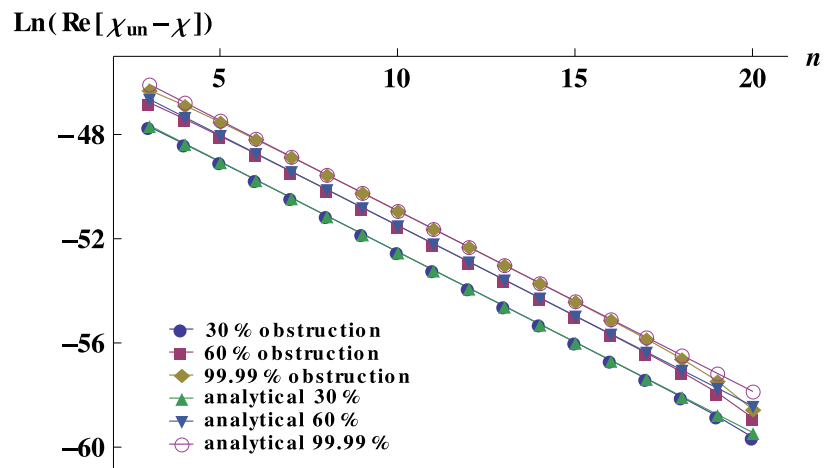 Ln(Re[χun−χ])
n
5 10 15 20
−48
−52
−56
−60
30% obstruction
60% obstruction
99.99% obstruction
analytical 30%
analytical 60%
analytical 99.99%